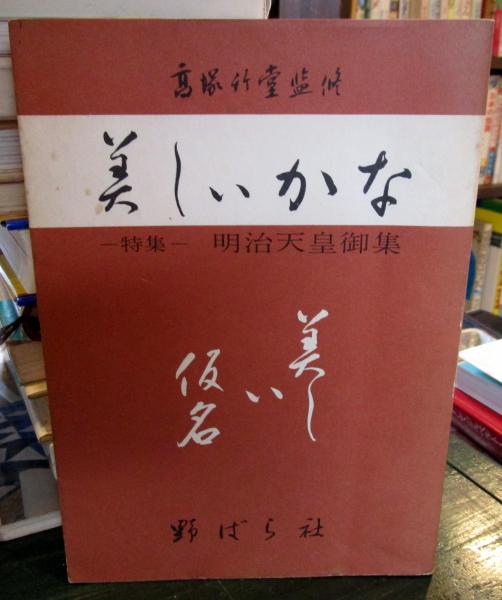 高塚竹堂監修
美しいかな
―特集― 明治天皇御集
美し
い
仮名
野ばら社